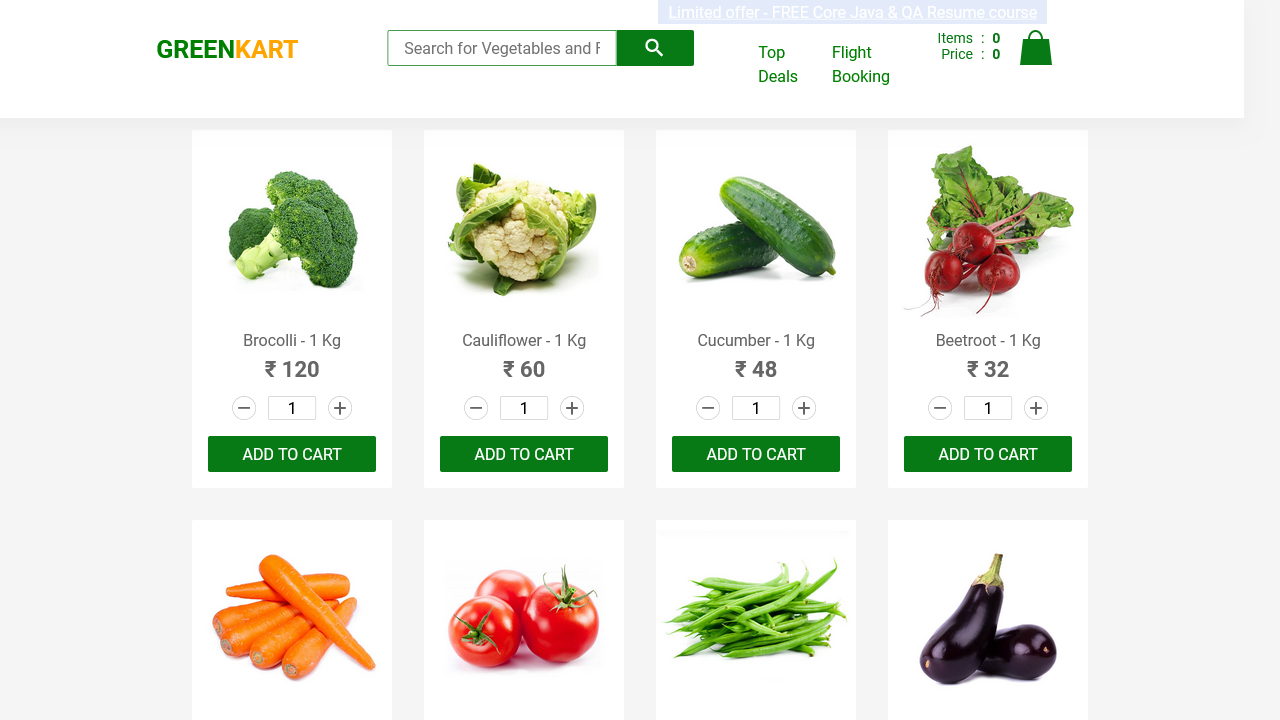 Limited offer - FREE Core Java & QA Resume course
GREENKART
Search for Vegetables and F
Top Deals
Flight Booking
Items : 0
Price : 0
Brocolli - 1 Kg
₹ 120
1
ADD TO CART
Cauliflower - 1 Kg
₹ 60
1
ADD TO CART
Cucumber - 1 Kg
₹ 48
1
ADD TO CART
Beetroot - 1 Kg
₹ 32
1
ADD TO CART